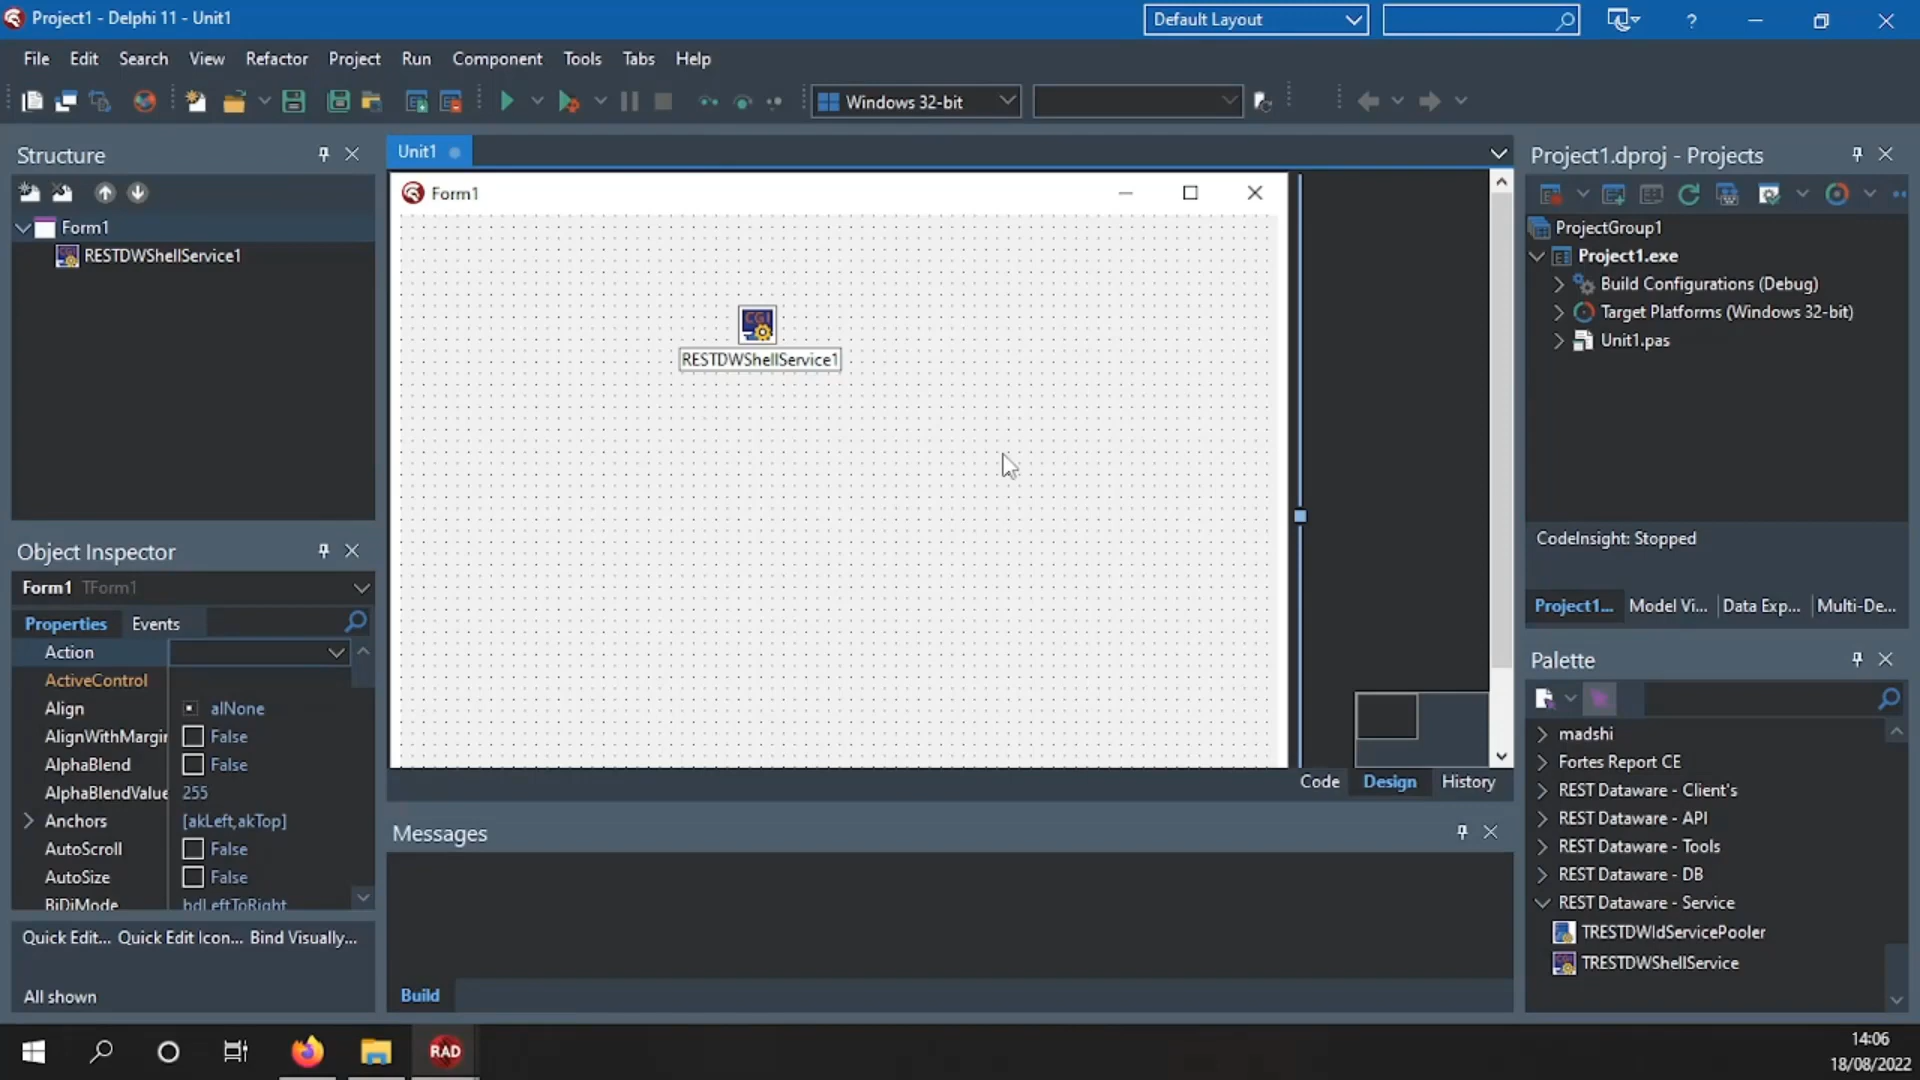 Project1 - Delphi 11 - Unit1
Default Layout
?
File Edit Search View Refactor Project Run Component Tools Tabs Help
Windows 32-bit
Structure
Form1
RESTDWShellService1
Object Inspector
Form1 TForm1
Properties Events
Action
ActiveControl
Align alNone
AlignWithMargin False
AlphaBlend False
AlphaBlendValue 255
Anchors [akLeft,akTop]
AutoScroll False
AutoSize False
BiDiMode bdLeftToRight
Quick Edit... Quick Edit Icon... Bind Visually...
All shown
Unit1
Form1
CGI
RESTDWShellService1
Code Design History
Messages
Build
Project1.dproj - Projects
ProjectGroup1
Project1.exe
Build Configurations (Debug)
Target Platforms (Windows 32-bit)
Unit1.pas
CodeInsight: Stopped
Project1... Model Vi... Data Exp... Multi-De...
Palette
madshi
Fortes Report CE
REST Dataware - Client's
REST Dataware - API
REST Dataware - Tools
REST Dataware - DB
REST Dataware - Service
TRESTDWIdServicePooler
TRESTDWShellService
RAD
14:06
18/08/2022